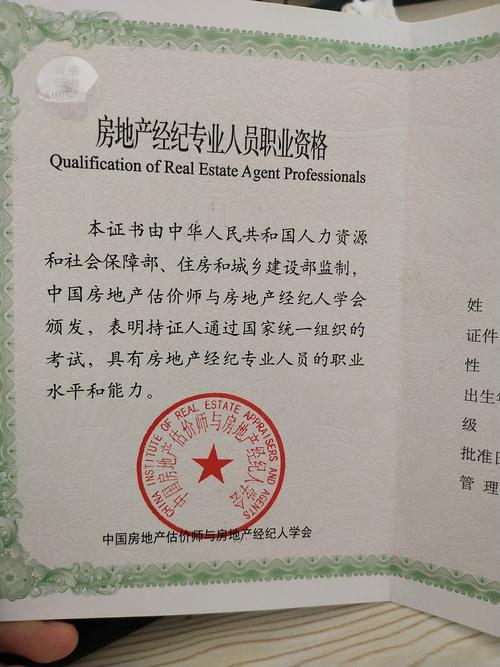 房地产经纪专业人员职业资格
Qualification of Real Estate Agent Professionals
本证书由中华人民共和国人力资源
和社会保障部、住房和城乡建设部监制,
中国房地产估价师与房地产经纪人学会
颁发,表明持证人通过国家统一组织的
考试,具有房地产经纪专业人员的职业
水平和能力。
CHINA INSTITUTE OF REAL ESTATE APPRAISERS AND AGENTS
中国房地产估价师与房地产经纪人学会
中国房地产估价师与房地产经纪人学会
姓
证件
性
出生
级
批准
管理